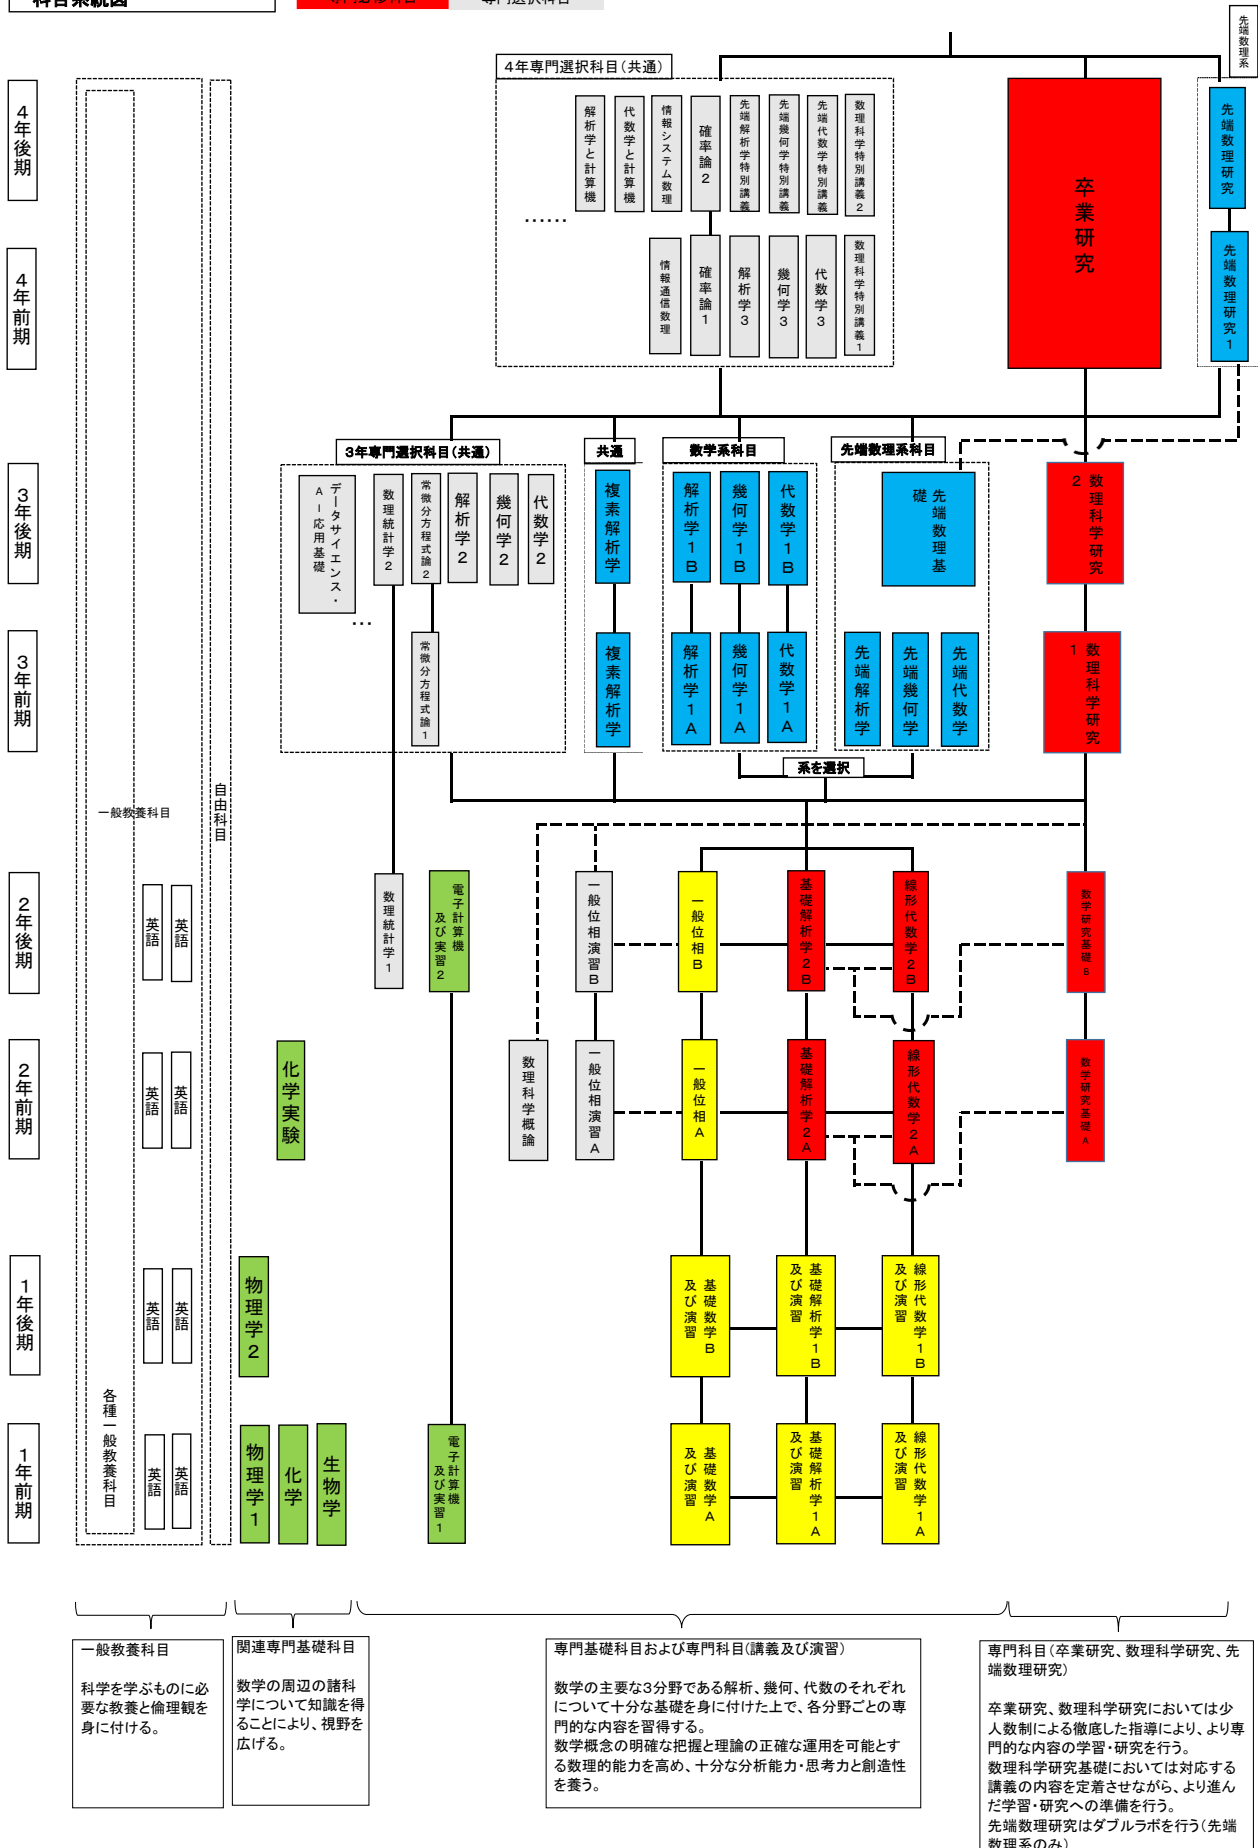 科目系統図
専門必修科目
専門選択科目
先端数理系
4年専門選択科目(共通)
4年後期
解析学と計算機
代数学と計算機
情報システム数理
確率論2
先端解析学特別講義
先端幾何学特別講義
先端代数学特別講義
数理科学特別講義2
卒業研究
先端数理研究
……
4年前期
情報通信数理
確率論1
解析学3
幾何学3
代数学3
数理科学特別講義1
先端数理研究1
3年専門選択科目(共通)
共通
数学系科目
先端数理系科目
3年後期
データサイエンス・
AI応用基礎
数理統計学2
常微分方程式論2
解析学2
幾何学2
代数学2
複素解析学
解析学1B
幾何学1B
代数学1B
先端数理基
礎
数理科学研究
2
…
3年前期
常微分方程式論1
複素解析学
解析学1A
幾何学1A
代数学1A
先端解析学
先端幾何学
先端代数学
数理科学研究
1
系を選択
自由科目
一般教養科目
2年後期
英語
英語
数理統計学1
電子計算機
及び実習2
一般位相演習B
一般位相B
基礎解析学2B
線形代数学2B
数学研究基礎B
2年前期
英語
英語
化学実験
数理科学概論
一般位相演習A
一般位相A
基礎解析学2A
線形代数学2A
数学研究基礎A
1年後期
英語
英語
物理学2
基礎数学B
及び演習
基礎解析学1B
及び演習
線形代数学1B
及び演習
各種一般教養科目
1年前期
英語
英語
物理学1
化学
生物学
電子計算機
及び実習1
基礎数学A
及び演習
基礎解析学1A
及び演習
線形代数学1A
及び演習
一般教養科目
科学を学ぶものに必
要な教養と倫理観を
身に付ける。
関連専門基礎科目
数学の周辺の諸科
学について知識を得
ることにより、視野を
広げる。
専門基礎科目および専門科目(講義及び演習)
数学の主要な3分野である解析、幾何、代数のそれぞれ
について十分な基礎を身に付けた上で、各分野ごとの専
門的な内容を習得する。
数学概念の明確な把握と理論の正確な運用を可能とす
る数理的能力を高め、十分な分析能力・思考力と創造性
を養う。
専門科目(卒業研究、数理科学研究、先
端数理研究)
卒業研究、数理科学研究においては少
人数制による徹底した指導により、より専
門的な内容の学習・研究を行う。
数理科学研究基礎においては対応する
講義の内容を定着させながら、より進ん
だ学習・研究への準備を行う。
先端数理研究はダブルラボを行う(先端
数理系のみ)